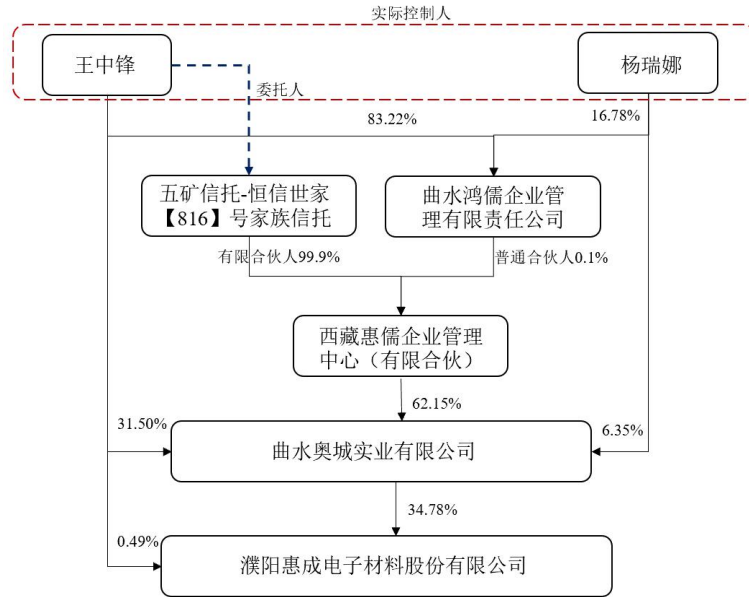 实际控制人
王中锋
杨瑞娜
委托人
83.22%
16.78%
五矿信托-恒信世家
【816】号家族信托
曲水鸿儒企业管
理有限责任公司
有限合伙人99.9%
普通合伙人0.1%
西藏惠儒企业管理
中心（有限合伙）
62.15%
31.50%
6.35%
曲水奥城实业有限公司
34.78%
0.49%
濮阳惠成电子材料股份有限公司